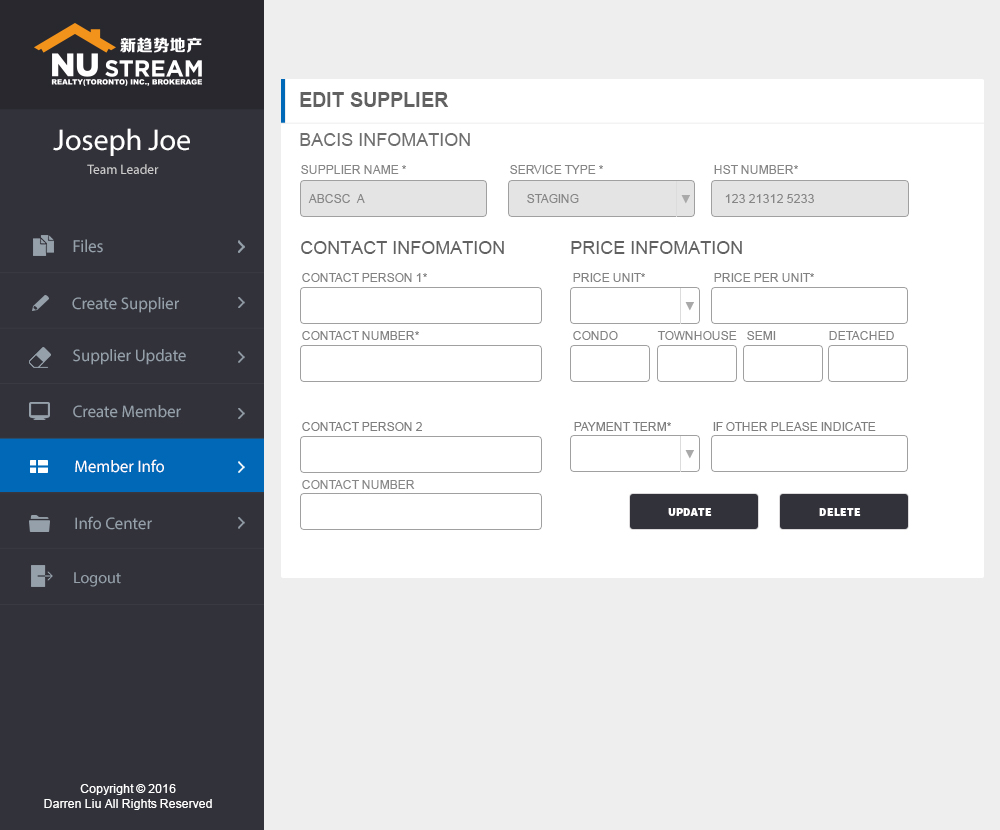 新趋势地产
NU STREAM
REALTY(TORONTO) INC., BROKERAGE
Joseph Joe
Team Leader
Files
Create Supplier
Supplier Update
Create Member
Member Info
Info Center
Logout
Copyright © 2016
Darren Liu All Rights Reserved
EDIT SUPPLIER
BACIS INFOMATION
SUPPLIER NAME * SERVICE TYPE * HST NUMBER*
ABCSC A STAGING 123 21312 5233
CONTACT INFOMATION
CONTACT PERSON 1*
CONTACT NUMBER*
CONTACT PERSON 2
CONTACT NUMBER
PRICE INFOMATION
PRICE UNIT* PRICE PER UNIT*
CONDO TOWNHOUSE SEMI DETACHED
PAYMENT TERM* IF OTHER PLEASE INDICATE
UPDATE DELETE